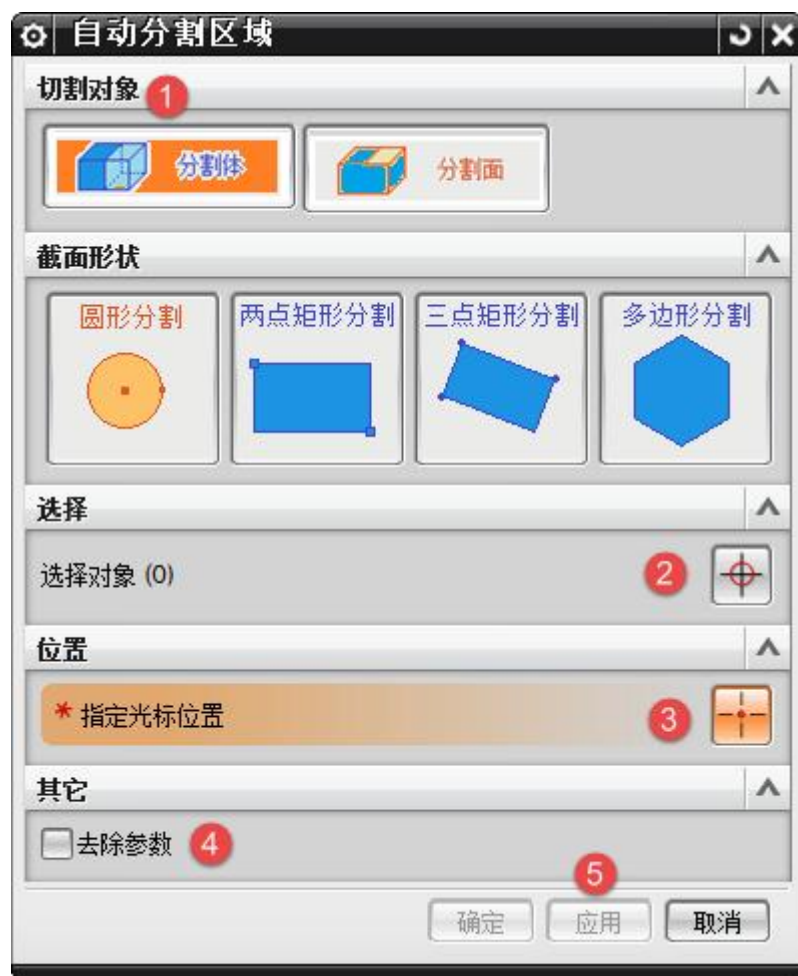 自动分割区域
切割对象 1
分割体 分割面
截面形状
圆形分割 两点矩形分割 三点矩形分割 多边形分割
选择
选择对象 (0) 2
位置
* 指定光标位置 3
其它
去除参数 4
5
确定 应用 取消